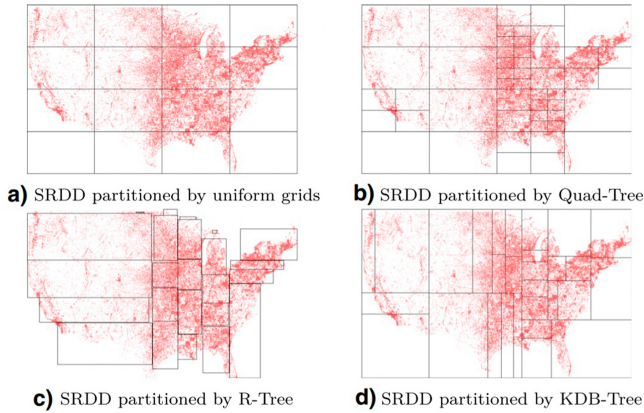 a) SRDD partitioned by uniform grids
b) SRDD partitioned by Quad-Tree
c) SRDD partitioned by R-Tree
d) SRDD partitioned by KDB-Tree